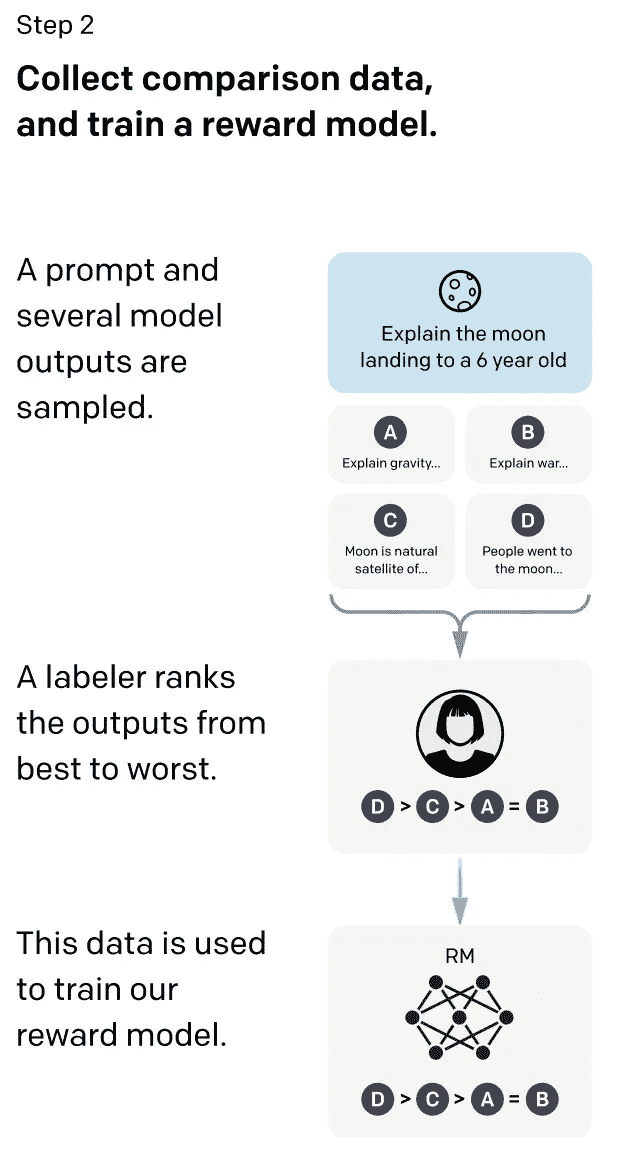 Step 2
Collect comparison data,
and train a reward model.
A prompt and
several model
outputs are
sampled.
Explain the moon
landing to a 6 year old
A
Explain gravity...
B
Explain war...
C
Moon is natural
satellite of...
D
People went to
the moon...
A labeler ranks
the outputs from
best to worst.
D > C > A = B
This data is used
to train our
reward model.
RM
D > C > A = B